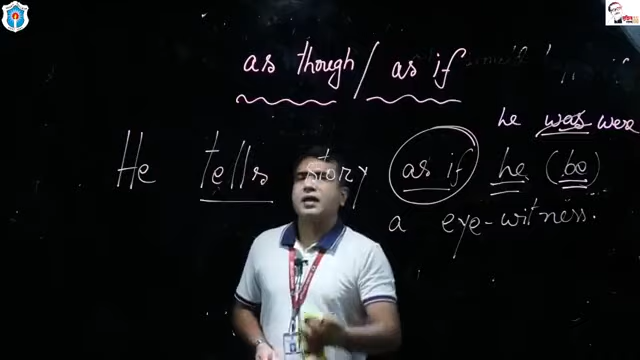 as though / as if
he was were
He tells story as if he (be)
a eye-witness.